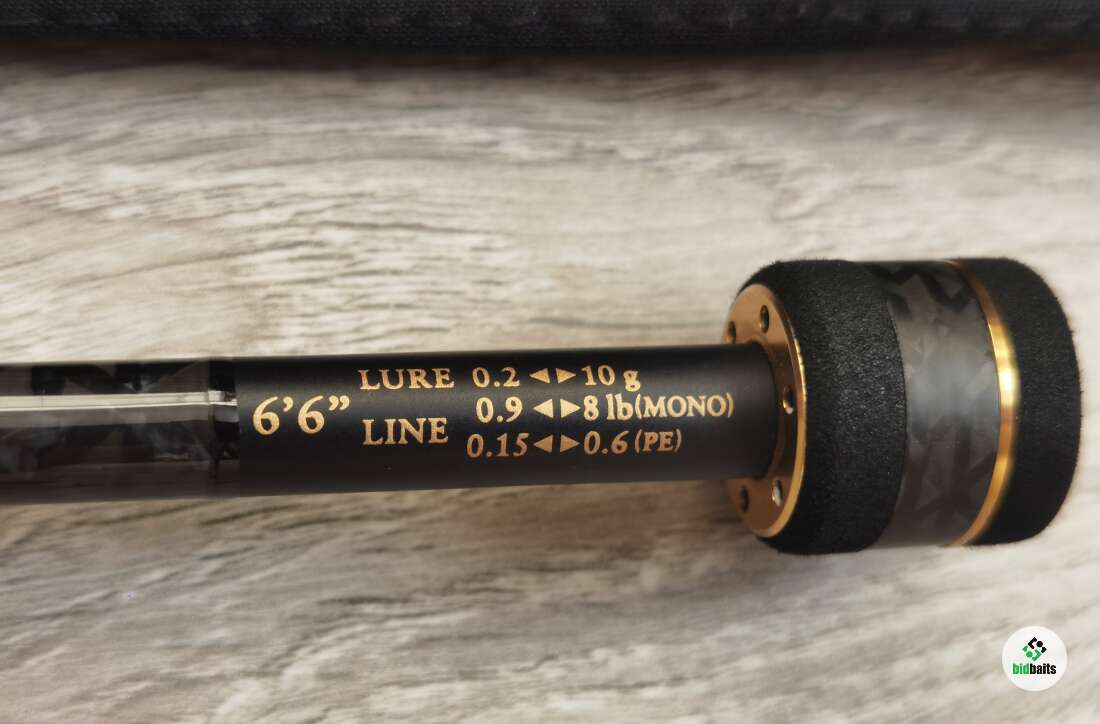 6’6”
LURE 0.2 ◄► 10 g
LINE 0.9 ◄► 8 lb(MONO)
0.15 ◄► 0.6 (PE)
bidbaits